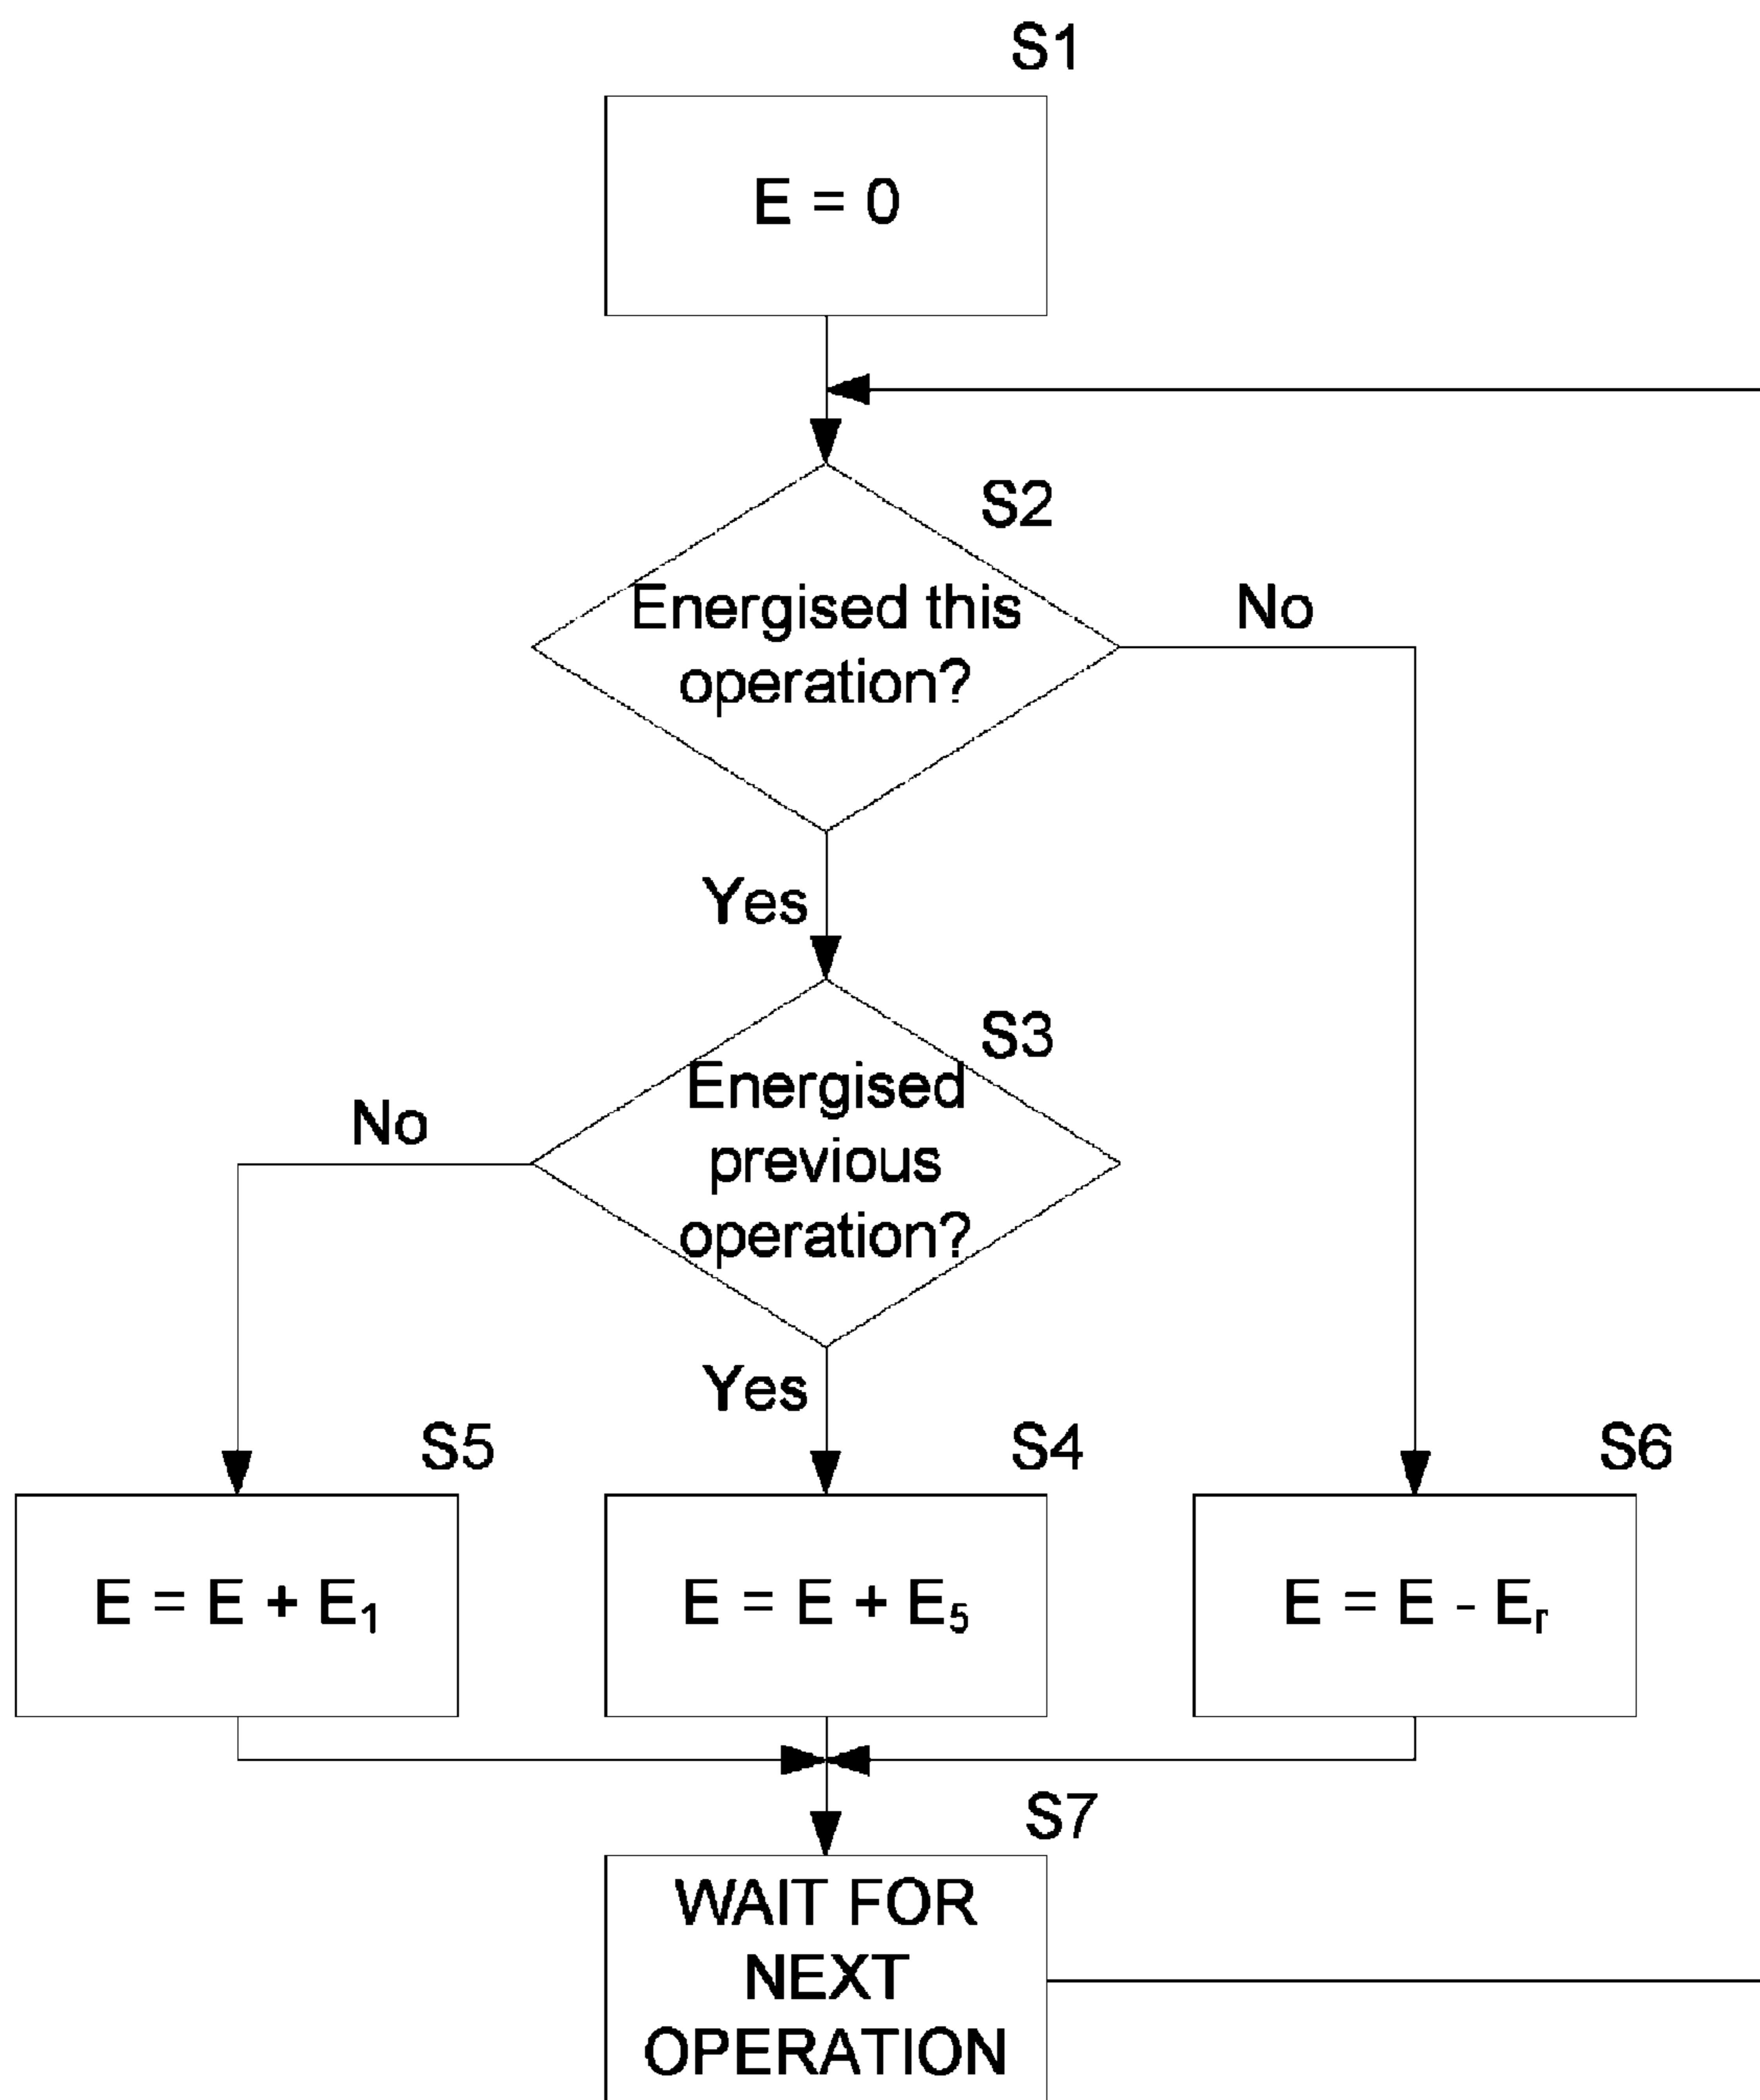 S1
E = 0
S2
Energised this
operation?
No
Yes
S3
Energised
previous
operation?
No
Yes
S5
S4
S6
E = E + E₁
E = E + E₅
E = E - Eᵣ
S7
WAIT FOR
NEXT
OPERATION